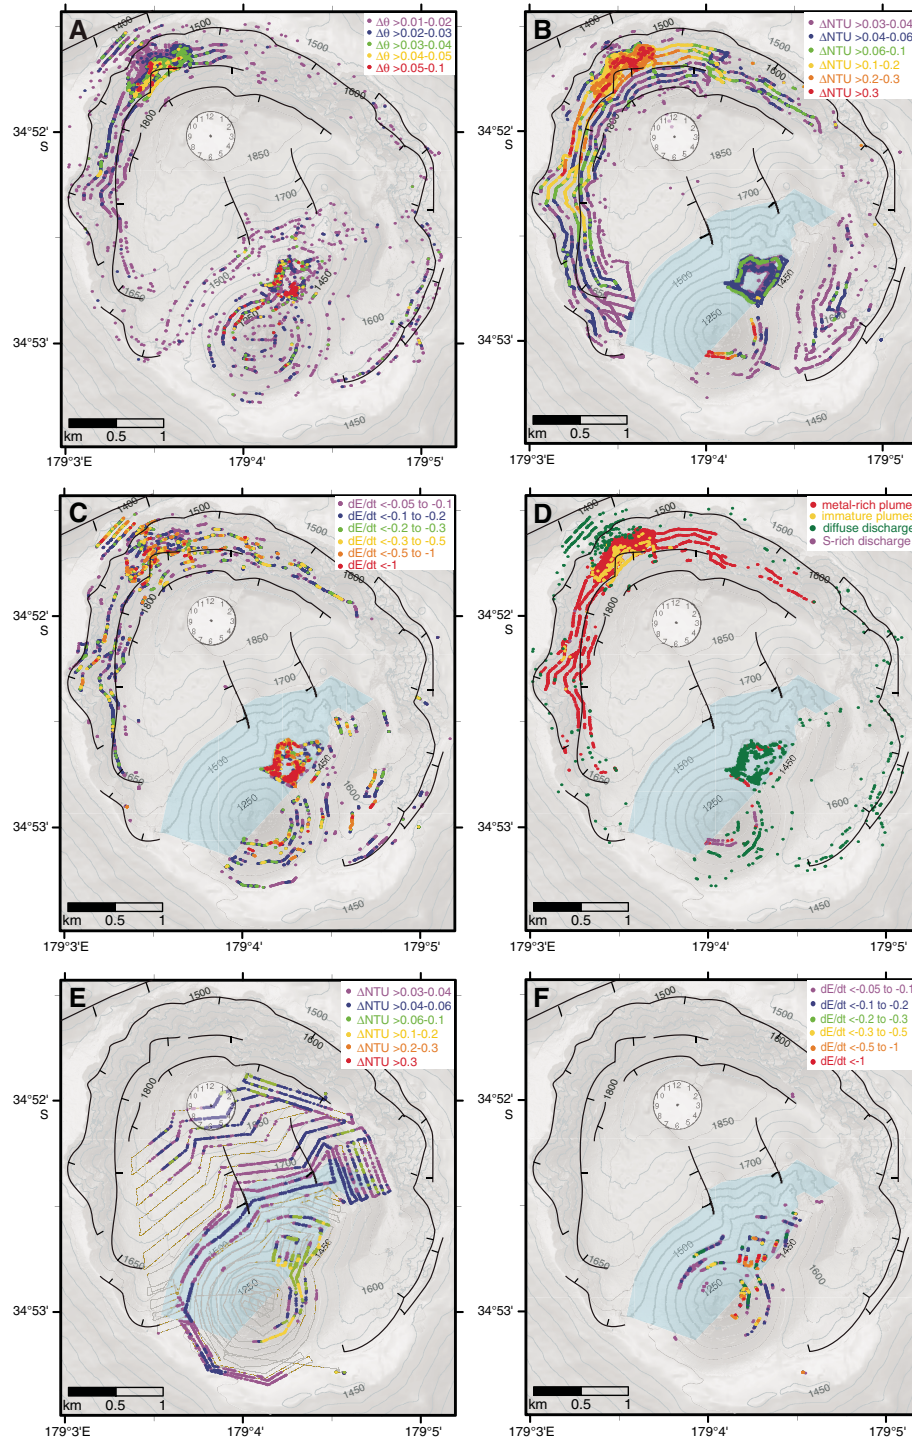 A
Δθ >0.01-0.02
Δθ >0.02-0.03
Δθ >0.03-0.04
Δθ >0.04-0.05
Δθ >0.05-0.1
1400
1500
1800
1850
1700
1500
1450
1250
1650
1600
1450
34°52'
S
34°53'
km 0.5 1
179°3'E 179°4' 179°5'
B
ΔNTU >0.03-0.04
ΔNTU >0.04-0.06
ΔNTU >0.06-0.1
ΔNTU >0.1-0.2
ΔNTU >0.2-0.3
ΔNTU >0.3
1400
1500
1600
1800
1850
1700
1500
1450
1250
1450
34°52'
S
34°53'
km 0.5 1
179°3'E 179°4' 179°5'
C
dE/dt <-0.05 to -0.1
dE/dt <-0.1 to -0.2
dE/dt <-0.2 to -0.3
dE/dt <-0.3 to -0.5
dE/dt <-0.5 to -1
dE/dt <-1
1400
1500
1800
1850
1700
1500
1450
1250
1650
1600
1450
34°52'
S
34°53'
km 0.5 1
179°3'E 179°4' 179°5'
D
metal-rich plume
immature plumes
diffuse discharge
S-rich discharge
1400
1500
1600
1800
1850
1700
1500
1450
1250
1650
1600
1450
34°52'
S
34°53'
km 0.5 1
179°3'E 179°4' 179°5'
E
ΔNTU >0.03-0.04
ΔNTU >0.04-0.06
ΔNTU >0.06-0.1
ΔNTU >0.1-0.2
ΔNTU >0.2-0.3
ΔNTU >0.3
1500
1600
1800
1850
1700
1500
1450
1250
1650
1600
1450
34°52'
S
34°53'
km 0.5 1
179°3'E 179°4' 179°5'
F
dE/dt <-0.05 to -0.1
dE/dt <-0.1 to -0.2
dE/dt <-0.2 to -0.3
dE/dt <-0.3 to -0.5
dE/dt <-0.5 to -1
dE/dt <-1
1500
1600
1800
1850
1700
1500
1450
1250
1650
1600
1450
34°52'
S
34°53'
km 0.5 1
179°3'E 179°4' 179°5'